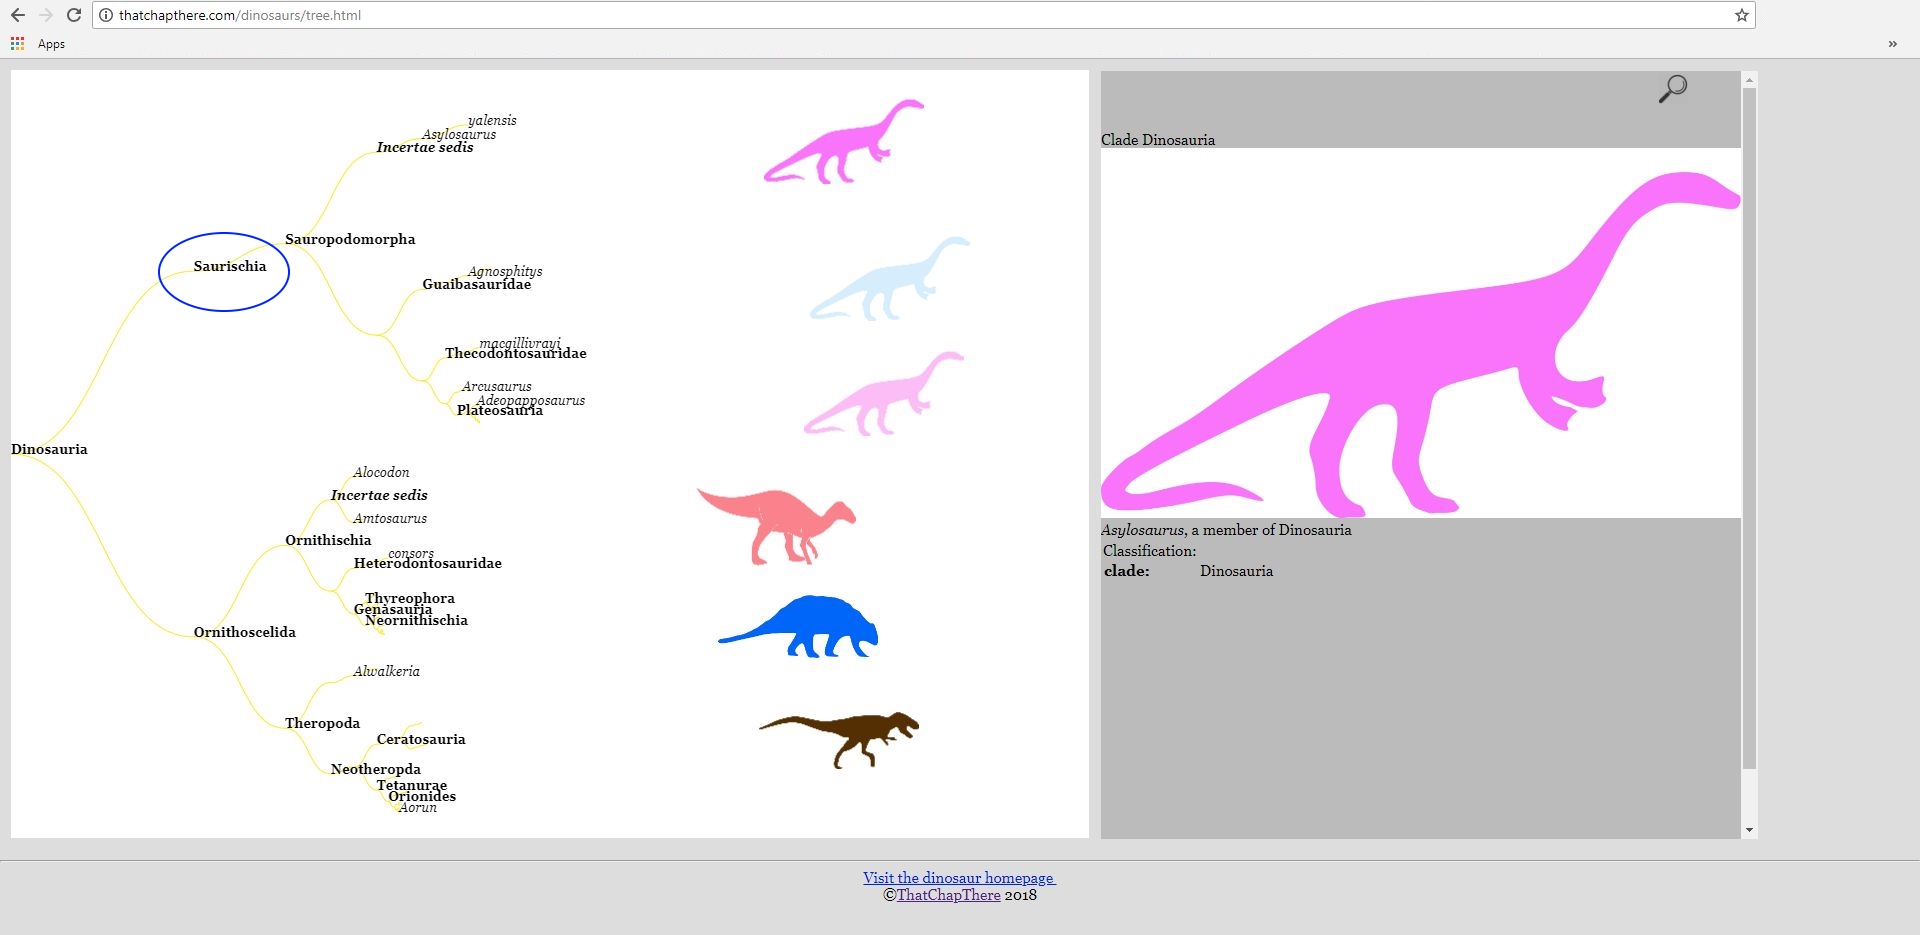 thatchapthere.com/dinosaurs/tree.html
Apps
»
yalensis
Asylosaurus
Incertae sedis
Sauropodomorpha
Saurischia
Agnosphitys
Guaibasauridae
macgillivrayi
Thecodontosauridae
Arcusaurus
Adeopapposaurus
Plateosauria
Dinosauria
Alocodon
Incertae sedis
Amtosaurus
Ornithischia
consors
Heterodontosauridae
Thyreophora
Genasauria
Neornithischia
Ornithoscelida
Alwalkeria
Theropoda
Ceratosauria
Neotheropda
Tetanurae
Orionides
Aorun
Clade Dinosauria
Asylosaurus, a member of Dinosauria
Classification:
clade: Dinosauria
Visit the dinosaur homepage
©ThatChapThere 2018